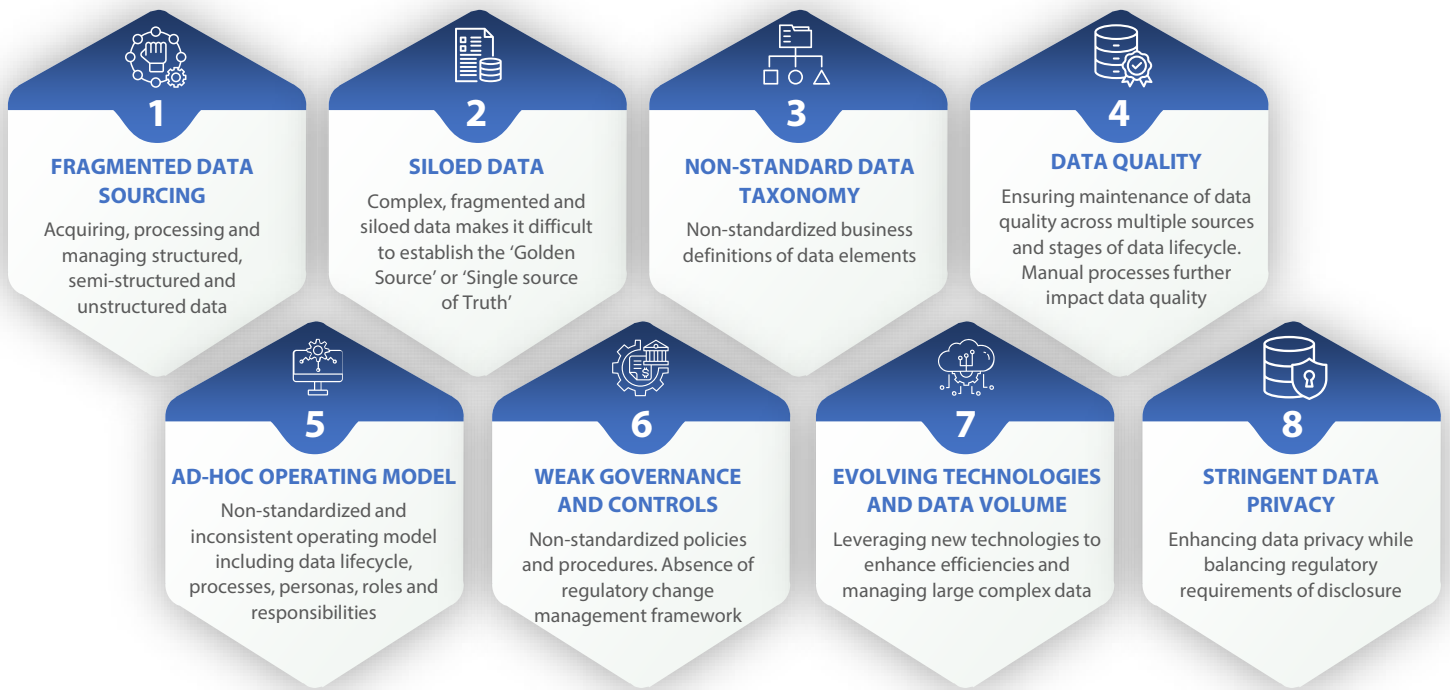 1
FRAGMENTED DATA
SOURCING
Acquiring, processing and
managing structured,
semi-structured and
unstructured data
2
SILOED DATA
Complex, fragmented and
siloed data makes it difficult
to establish the ‘Golden
Source’ or ‘Single source
of Truth’
3
NON-STANDARD DATA
TAXONOMY
Non-standardized business
definitions of data elements
4
DATA QUALITY
Ensuring maintenance of data
quality across multiple sources
and stages of data lifecycle.
Manual processes further
impact data quality
5
AD-HOC OPERATING MODEL
Non-standardized and
inconsistent operating model
including data lifecycle,
processes, personas, roles and
responsibilities
6
WEAK GOVERNANCE
AND CONTROLS
Non-standardized policies
and procedures. Absence of
regulatory change
management framework
7
EVOLVING TECHNOLOGIES
AND DATA VOLUME
Leveraging new technologies to
enhance efficiencies and
managing large complex data
8
STRINGENT DATA
PRIVACY
Enhancing data privacy while
balancing regulatory
requirements of disclosure